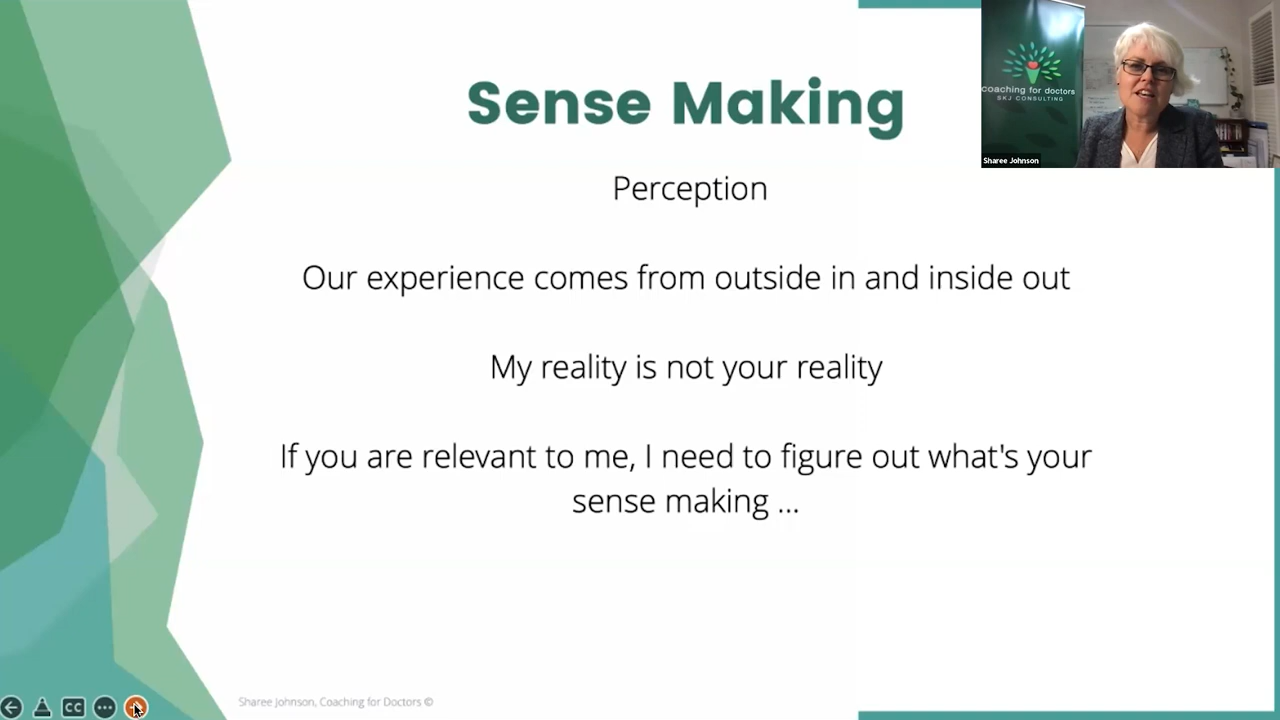 Sense Making
coaching for doctors
SKJ CONSULTING
Sharee Johnson
Perception
Our experience comes from outside in and inside out
My reality is not your reality
If you are relevant to me, I need to figure out what's your
sense making ...
CC
Sharee Johnson, Coaching for Doctors ©